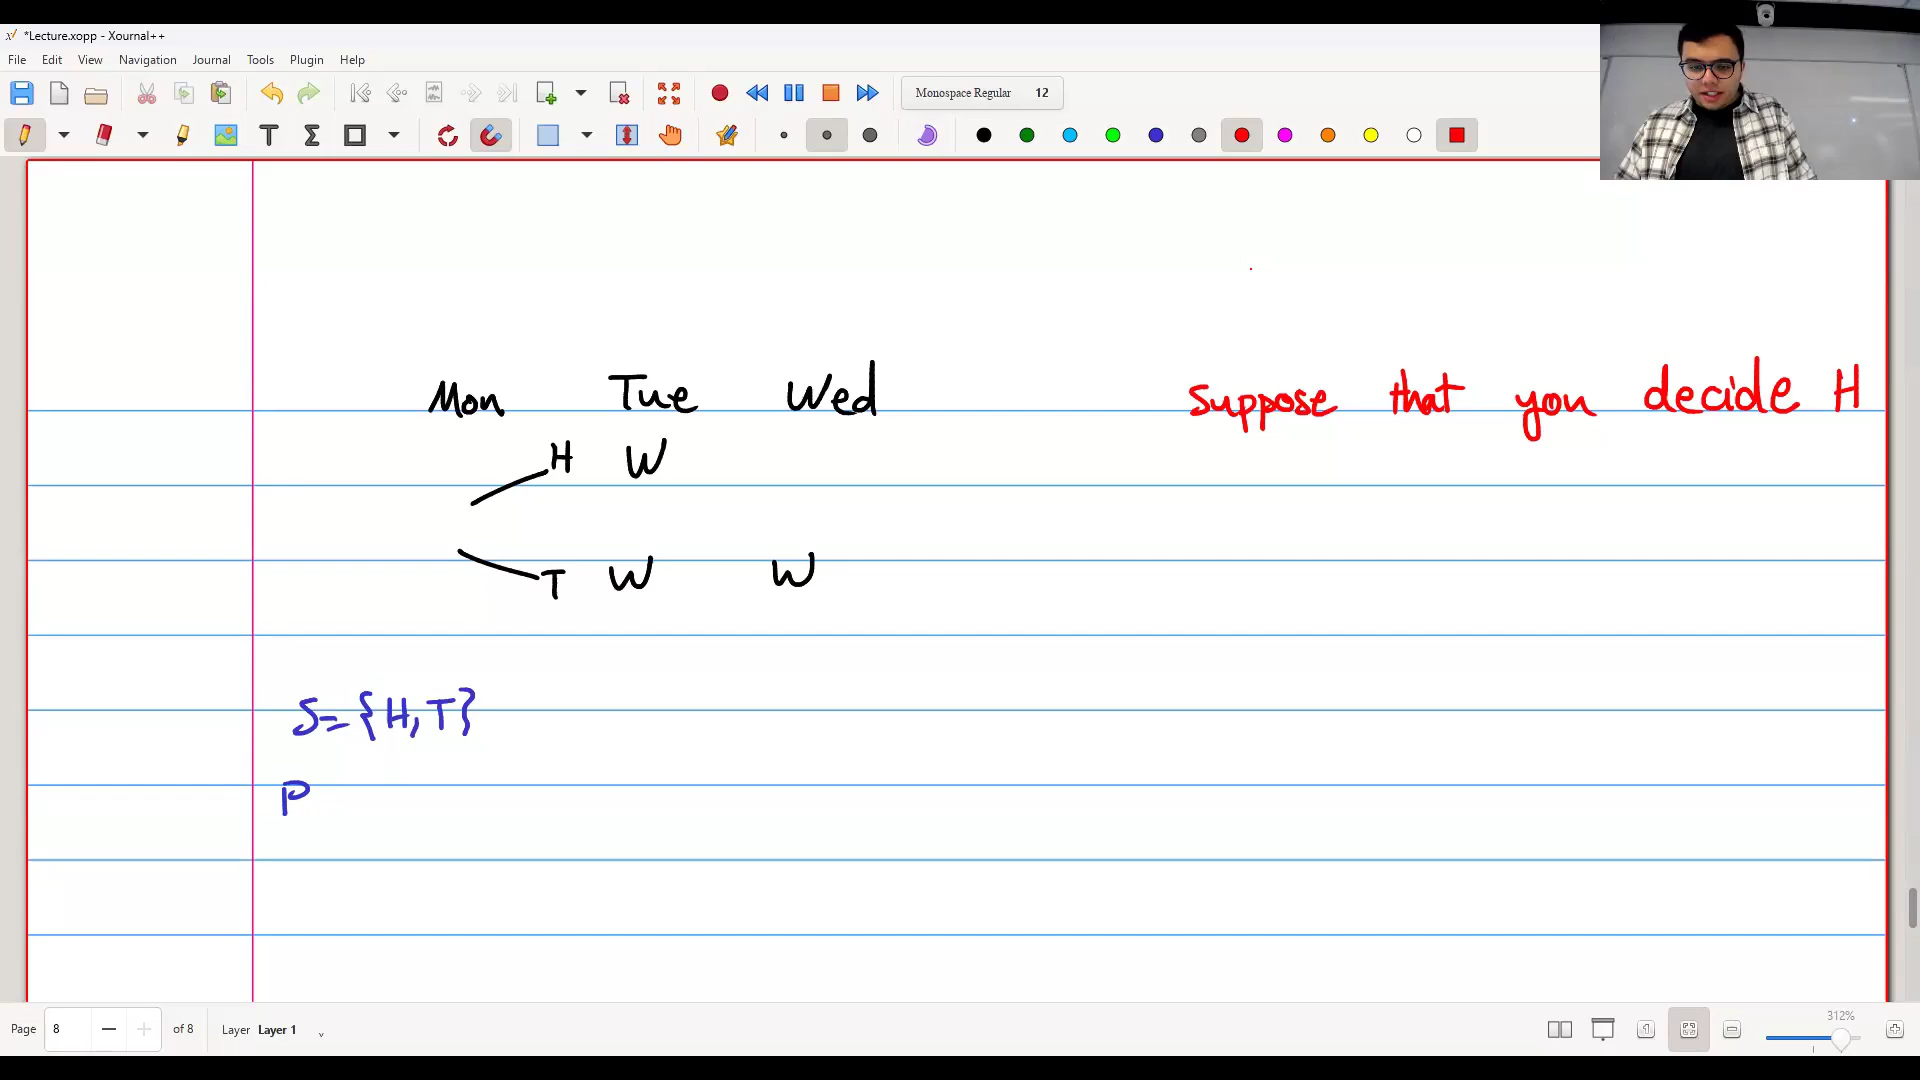 *Lecture.xopp - Xournal++
File Edit View Navigation Journal Tools Plugin Help
Monospace Regular 12
Mon Tue Wed
suppose that you decide H
H W
T W W
S={H,T}
P
Page 8 of 8 Layer Layer 1
312%